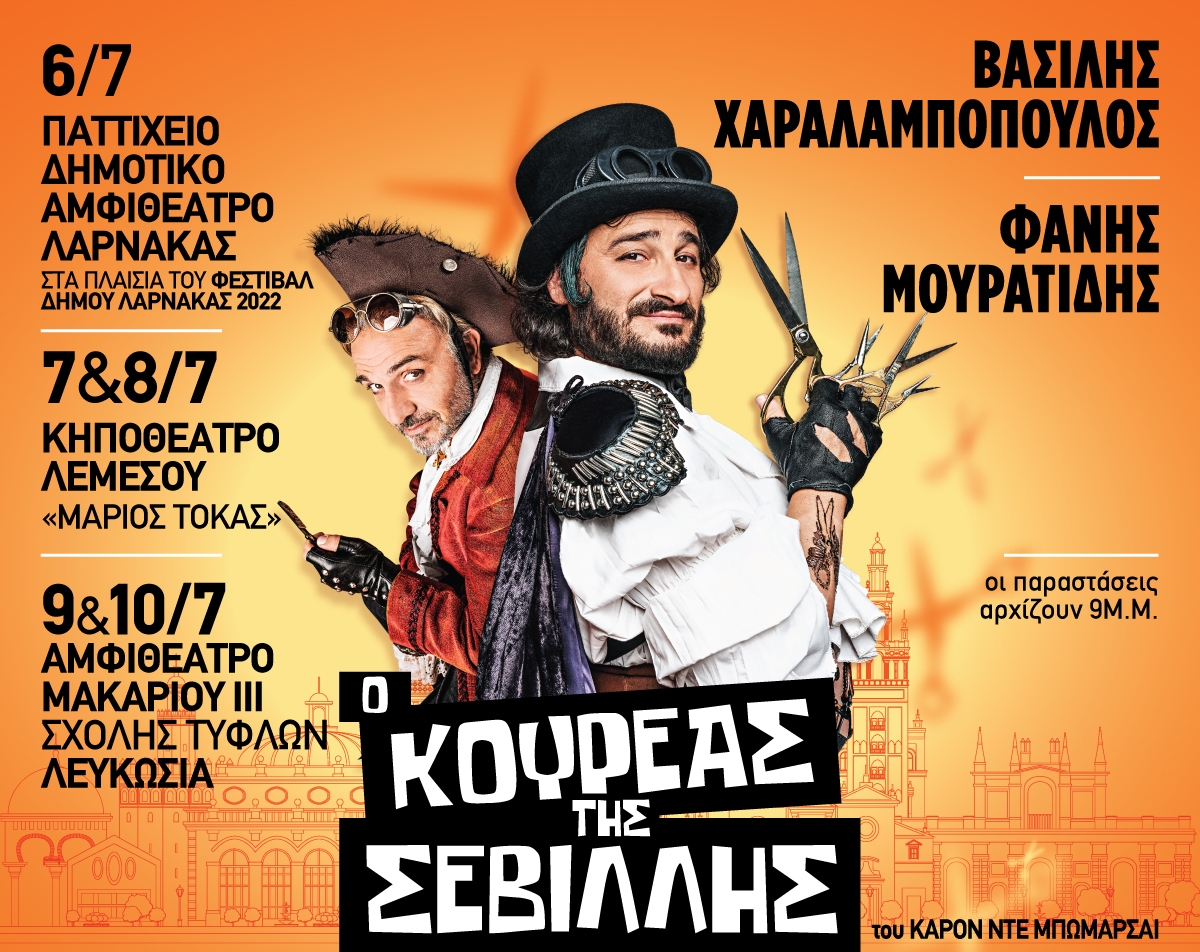 6/7
ΠΑΤΤΙΧΕΙΟ
ΔΗΜΟΤΙΚΟ
ΑΜΦΙΘΕΑΤΡΟ
ΛΑΡΝΑΚΑΣ
ΣΤΑ ΠΛΑΙΣΙΑ ΤΟΥ ΦΕΣΤΙΒΑΛ
ΔΗΜΟΥ ΛΑΡΝΑΚΑΣ 2022
7&8/7
ΚΗΠΟΘΕΑΤΡΟ
ΛΕΜΕΣΟΥ
«ΜΑΡΙΟΣ ΤΟΚΑΣ»
9&10/7
ΑΜΦΙΘΕΑΤΡΟ
ΜΑΚΑΡΙΟΥ ΙΙΙ
ΣΧΟΛΗΣ ΤΥΦΛΩΝ
ΛΕΥΚΩΣΙΑ
ΒΑΣΙΛΗΣ
ΧΑΡΑΛΑΜΠΟΠΟΥΛΟΣ
ΦΑΝΗΣ
ΜΟΥΡΑΤΙΔΗΣ
οι παραστάσεις
αρχίζουν 9Μ.Μ.
Ο
ΚΟΥΡΕΑΣ
ΤΗΣ
ΣΕΒΙΛΛΗΣ
του ΚΑΡΟΝ ΝΤΕ ΜΠΩΜΑΡΣΑΙ